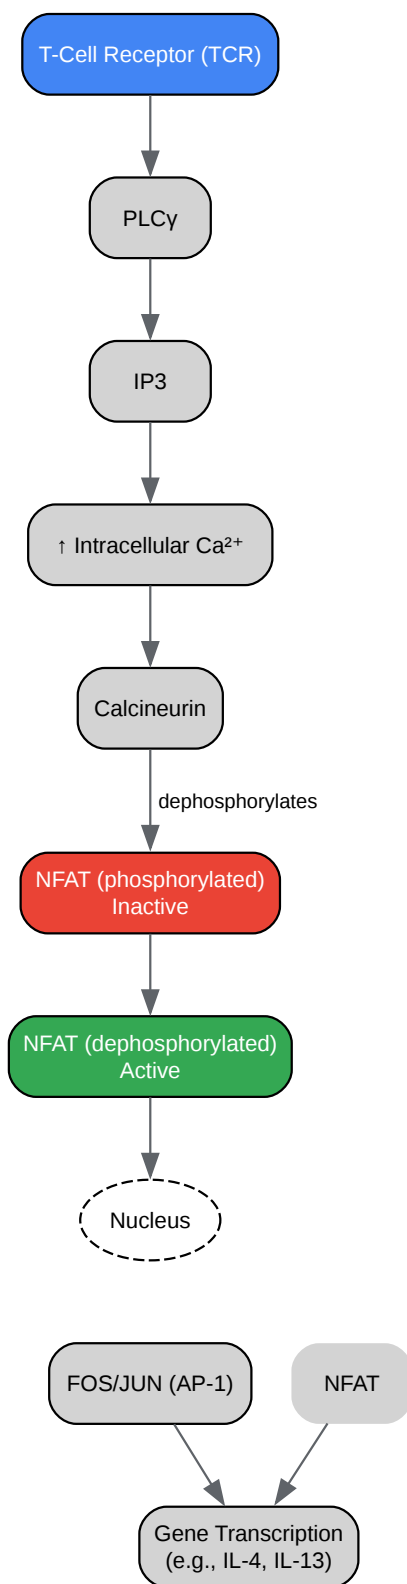 T-Cell Receptor (TCR)
PLCγ
IP3
↑ Intracellular Ca²⁺
Calcineurin
dephosphorylates
NFAT (phosphorylated)
Inactive
NFAT (dephosphorylated)
Active
Nucleus
FOS/JUN (AP-1)
NFAT
Gene Transcription
(e.g., IL-4, IL-13)